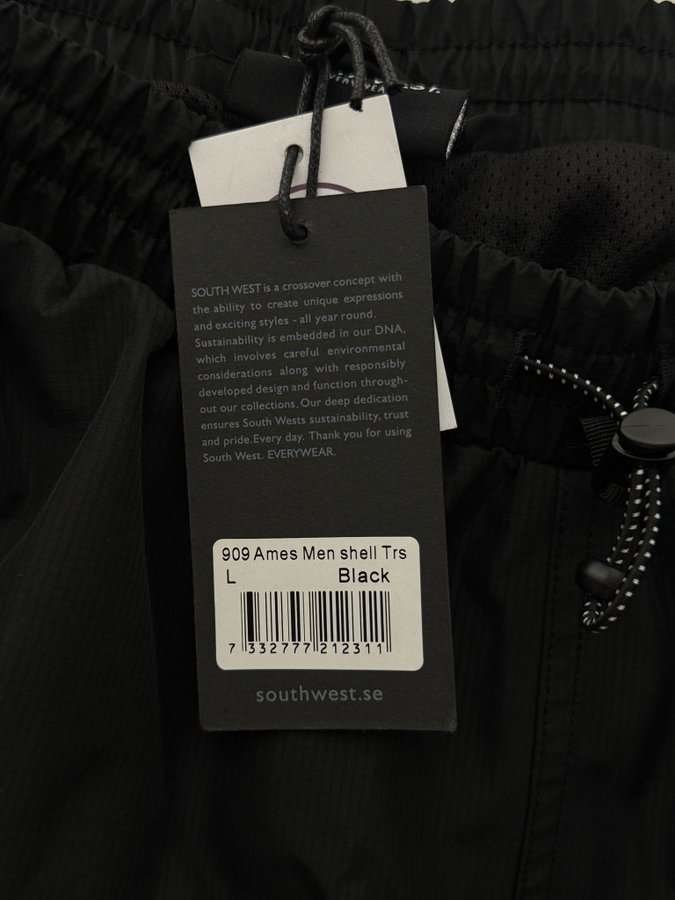 SOUTH WEST is a crossover concept with
the ability to create unique expressions
and exciting styles - all year round.
Sustainability is embedded in our DNA,
which involves careful environmental
considerations along with responsibly
developed design and function through-
out our collections. Our deep dedication
ensures South Wests sustainability, trust
and pride. Every day. Thank you for using
South West. EVERYWEAR.
909 Ames Men shell Trs
L Black
7 332777 212311
southwest.se